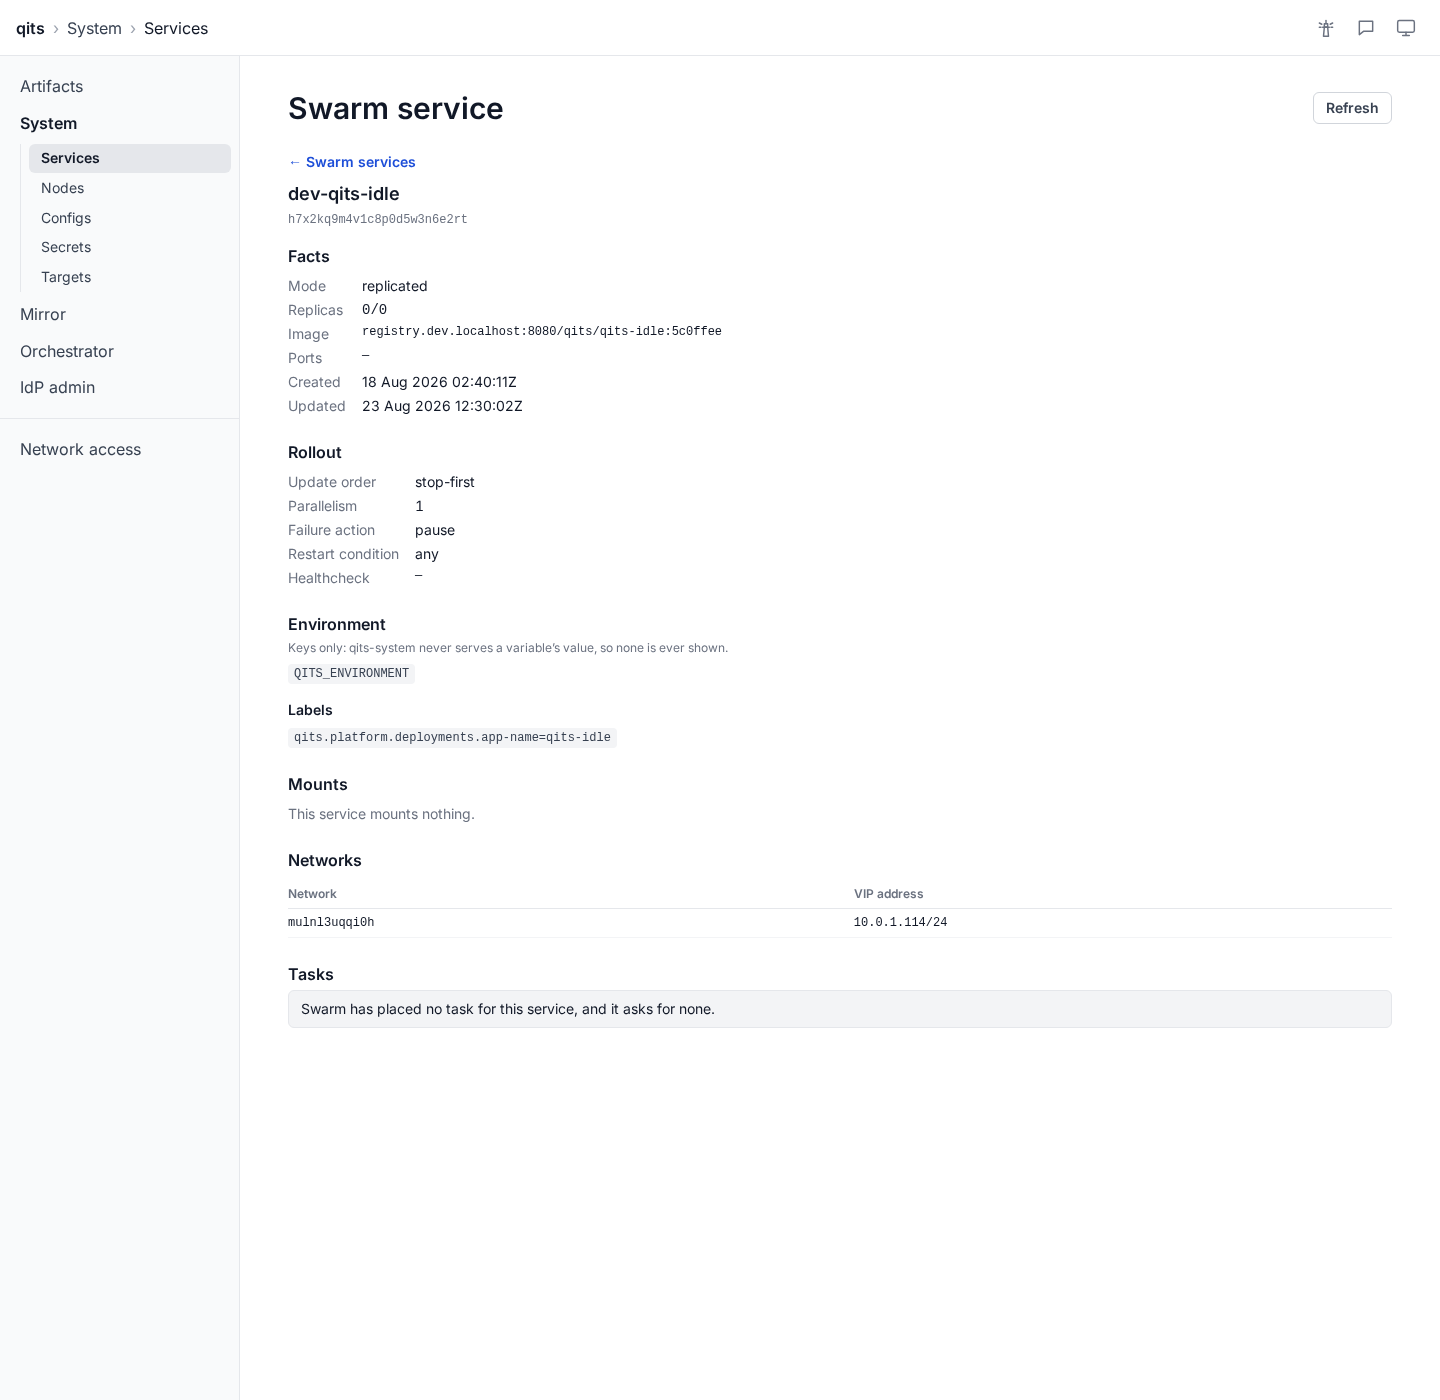 qits › System › Services
Artifacts
System
Services
Nodes
Configs
Secrets
Targets
Mirror
Orchestrator
IdP admin
Network access
Swarm service
Refresh
← Swarm services
dev-qits-idle
h7x2kq9m4v1c8p0d5w3n6e2rt
Facts
Mode replicated
Replicas 0/0
Image registry.dev.localhost:8080/qits/qits-idle:5c0ffee
Ports —
Created 18 Aug 2026 02:40:11Z
Updated 23 Aug 2026 12:30:02Z
Rollout
Update order stop-first
Parallelism 1
Failure action pause
Restart condition any
Healthcheck —
Environment
Keys only: qits-system never serves a variable’s value, so none is ever shown.
QITS_ENVIRONMENT
Labels
qits.platform.deployments.app-name=qits-idle
Mounts
This service mounts nothing.
Networks
Network VIP address
mulnl3uqqi0h 10.0.1.114/24
Tasks
Swarm has placed no task for this service, and it asks for none.